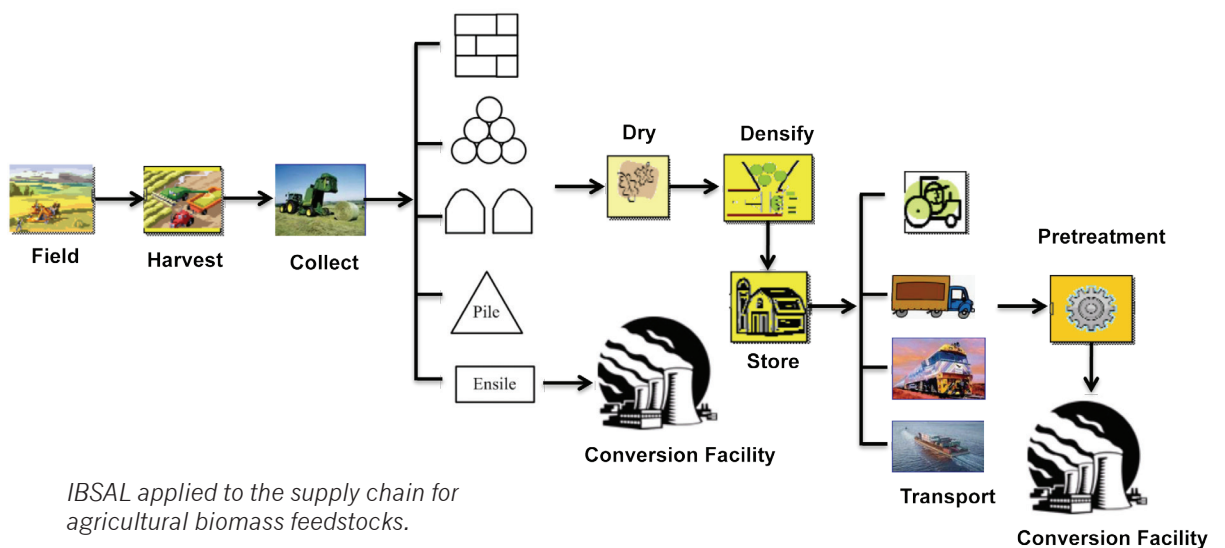 Field
Harvest
Collect
Pile
Ensile
Conversion Facility
Dry
Densify
Store
Transport
Pretreatment
Conversion Facility
IBSAL applied to the supply chain for
agricultural biomass feedstocks.